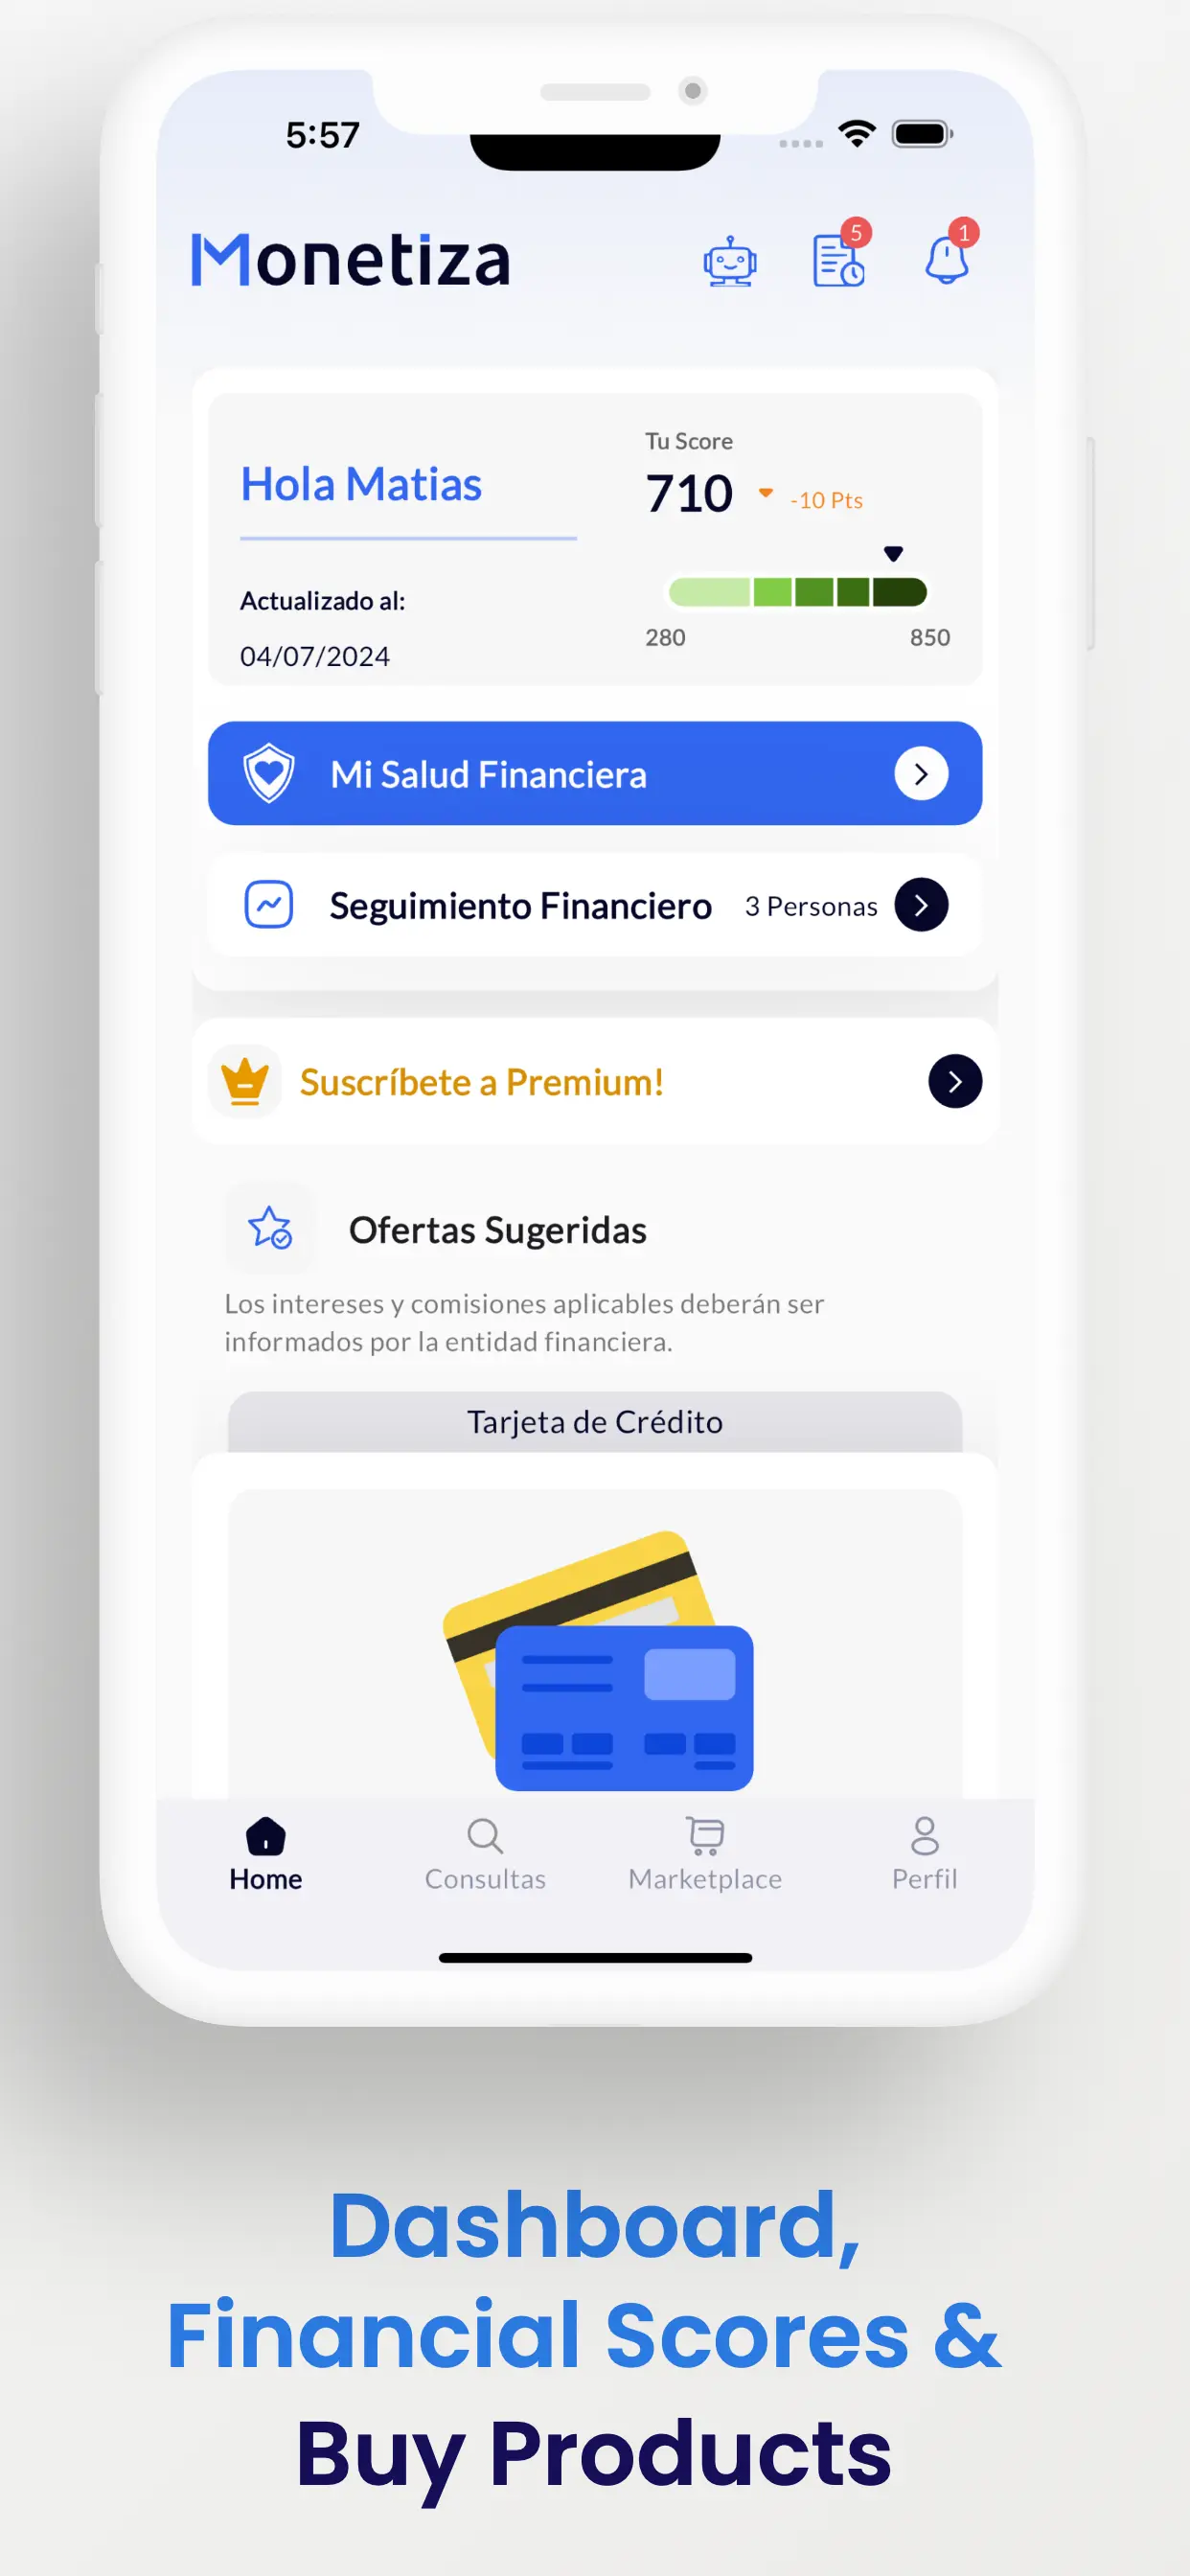 5:57
Monetiza
5
1
Hola Matias
Tu Score
710
-10 Pts
280
850
Actualizado al:
04/07/2024
Mi Salud Financiera
Seguimiento Financiero
3 Personas
Suscríbete a Premium!
Ofertas Sugeridas
Los intereses y comisiones aplicables deberán ser
informados por la entidad financiera.
Tarjeta de Crédito
Home
Consultas
Marketplace
Perfil
Dashboard,
Financial Scores &
Buy Products